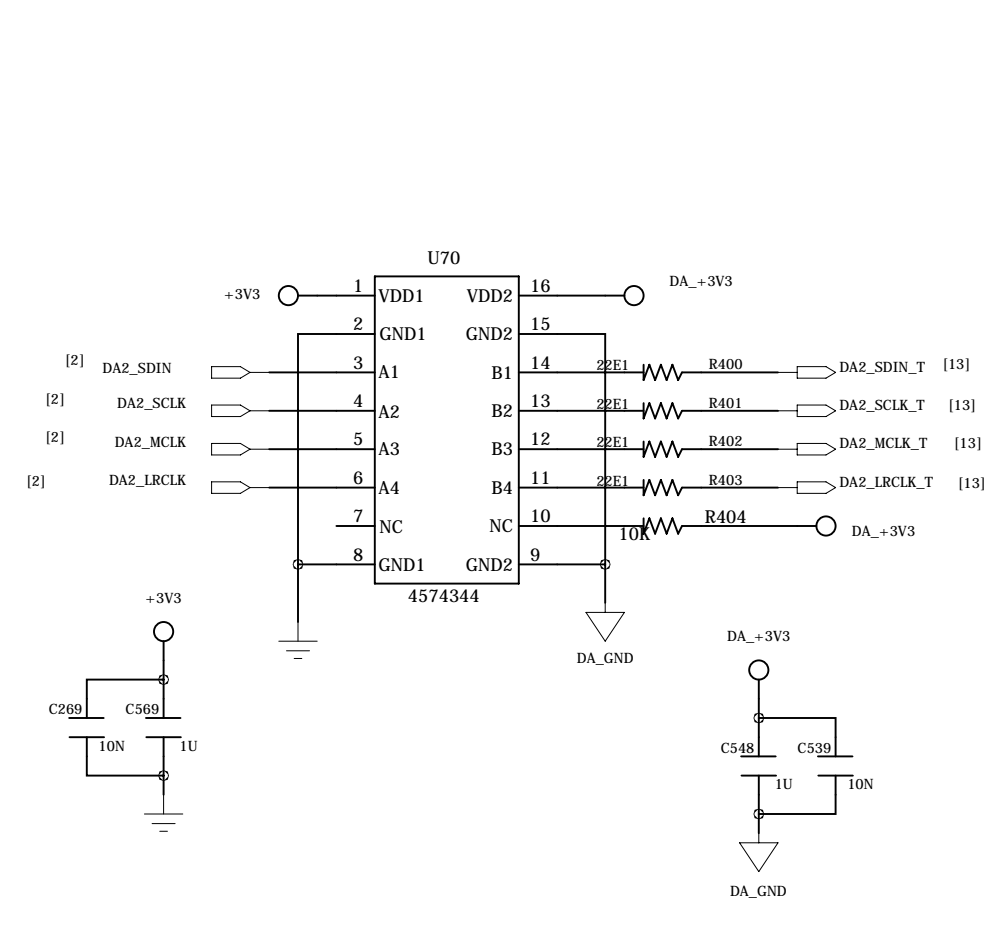 U70
+3V3
1
VDD1
VDD2
16
DA_+3V3
2
GND1
GND2
15
[2]
DA2_SDIN
3
A1
B1
14
22E1
R400
DA2_SDIN_T
[13]
[2]
DA2_SCLK
4
A2
B2
13
22E1
R401
DA2_SCLK_T
[13]
[2]
DA2_MCLK
5
A3
B3
12
22E1
R402
DA2_MCLK_T
[13]
[2]
DA2_LRCLK
6
A4
B4
11
22E1
R403
DA2_LRCLK_T
[13]
7
NC
NC
10
10K
R404
DA_+3V3
8
GND1
GND2
9
4574344
+3V3
DA_GND
DA_+3V3
C269
10N
C569
1U
C548
1U
C539
10N
DA_GND